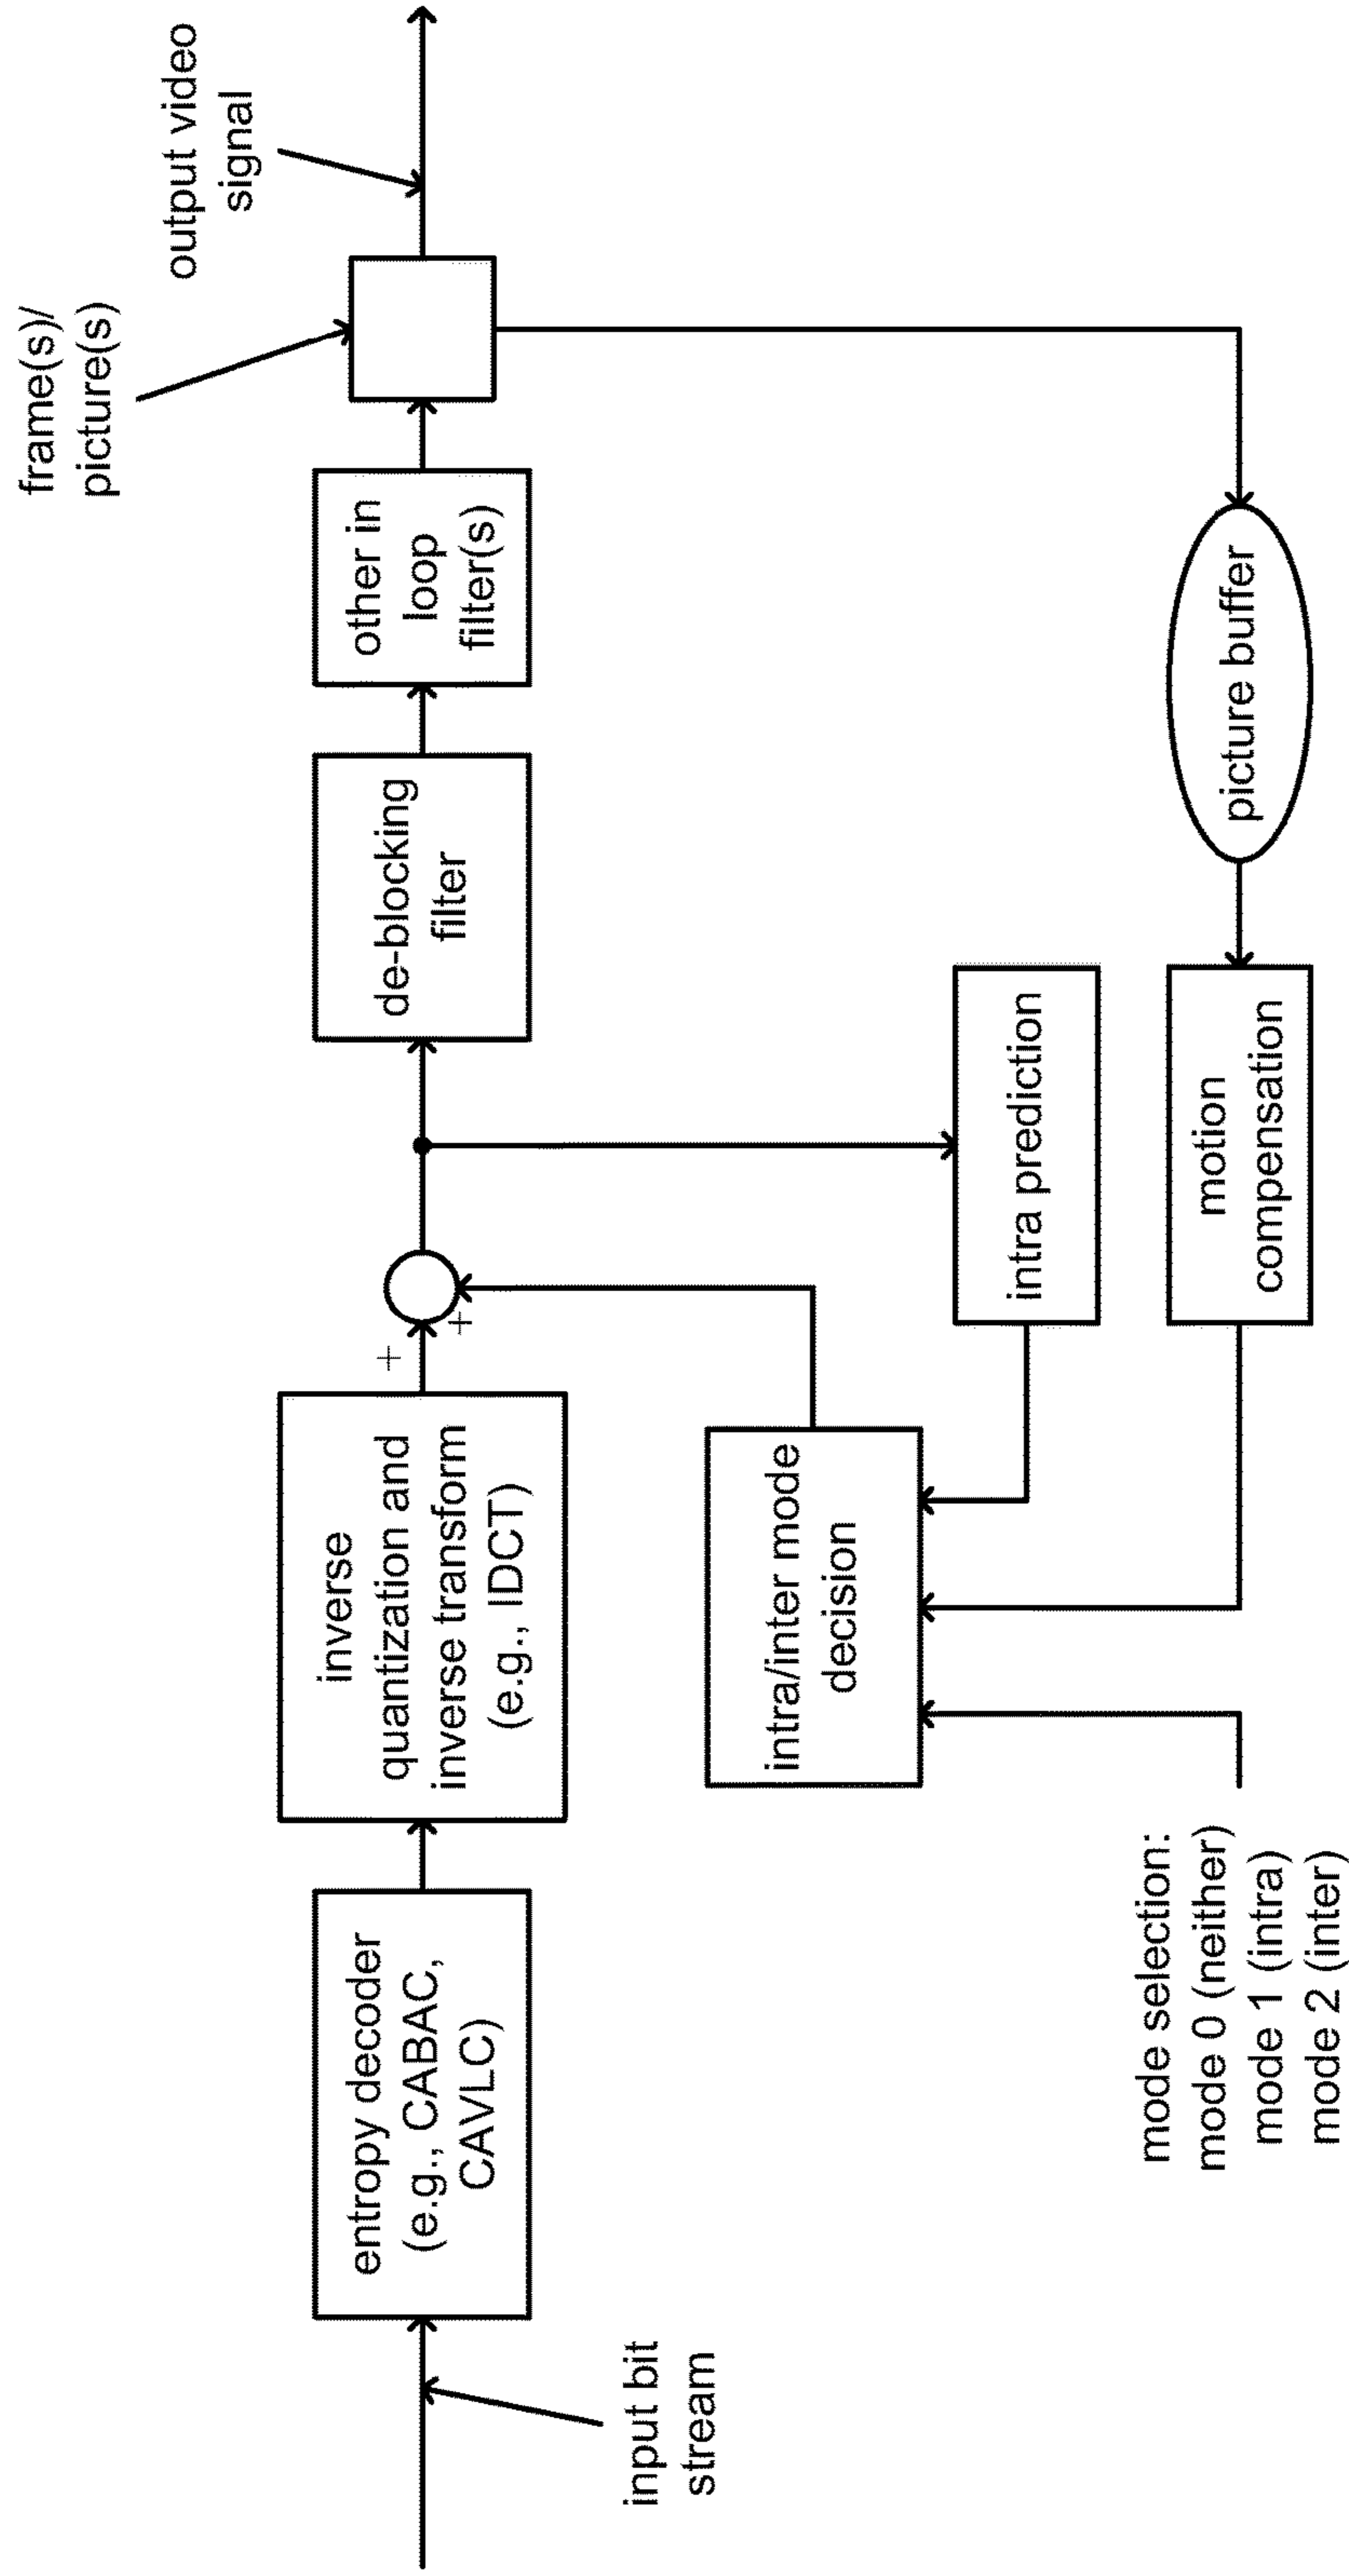 frame(s)/
picture(s)
output video
signal
entropy decoder
(e.g., CABAC,
CAVLC)
inverse
quantization and
inverse transform
(e.g., IDCT)
+
+
de-blocking
filter
other in
loop
filter(s)
input bit
stream
intra/inter mode
decision
intra prediction
mode selection:
mode 0 (neither)
mode 1 (intra)
mode 2 (inter)
motion
compensation
picture buffer